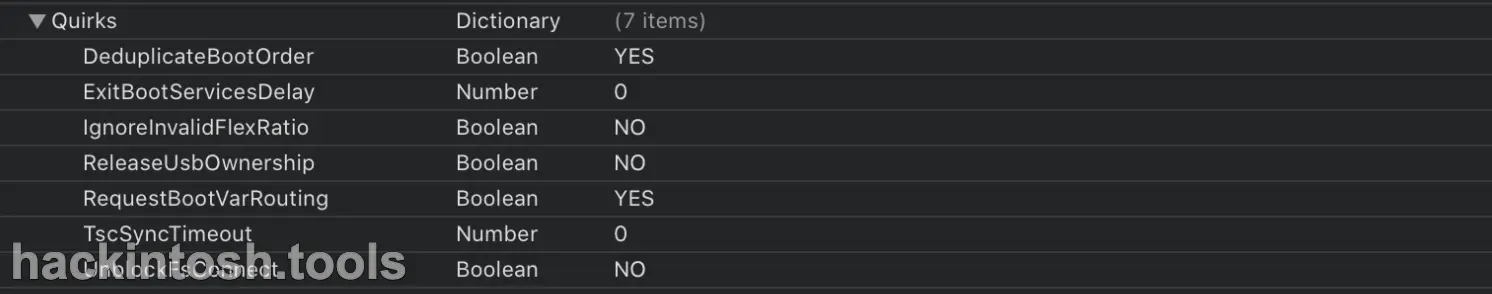 ▼ Quirks Dictionary (7 items)
DeduplicateBootOrder Boolean YES
ExitBootServicesDelay Number 0
IgnoreInvalidFlexRatio Boolean NO
ReleaseUsbOwnership Boolean NO
RequestBootVarRouting Boolean YES
TscSyncTimeout Number 0
UnblockFsConnect Boolean NO
hackintosh.tools